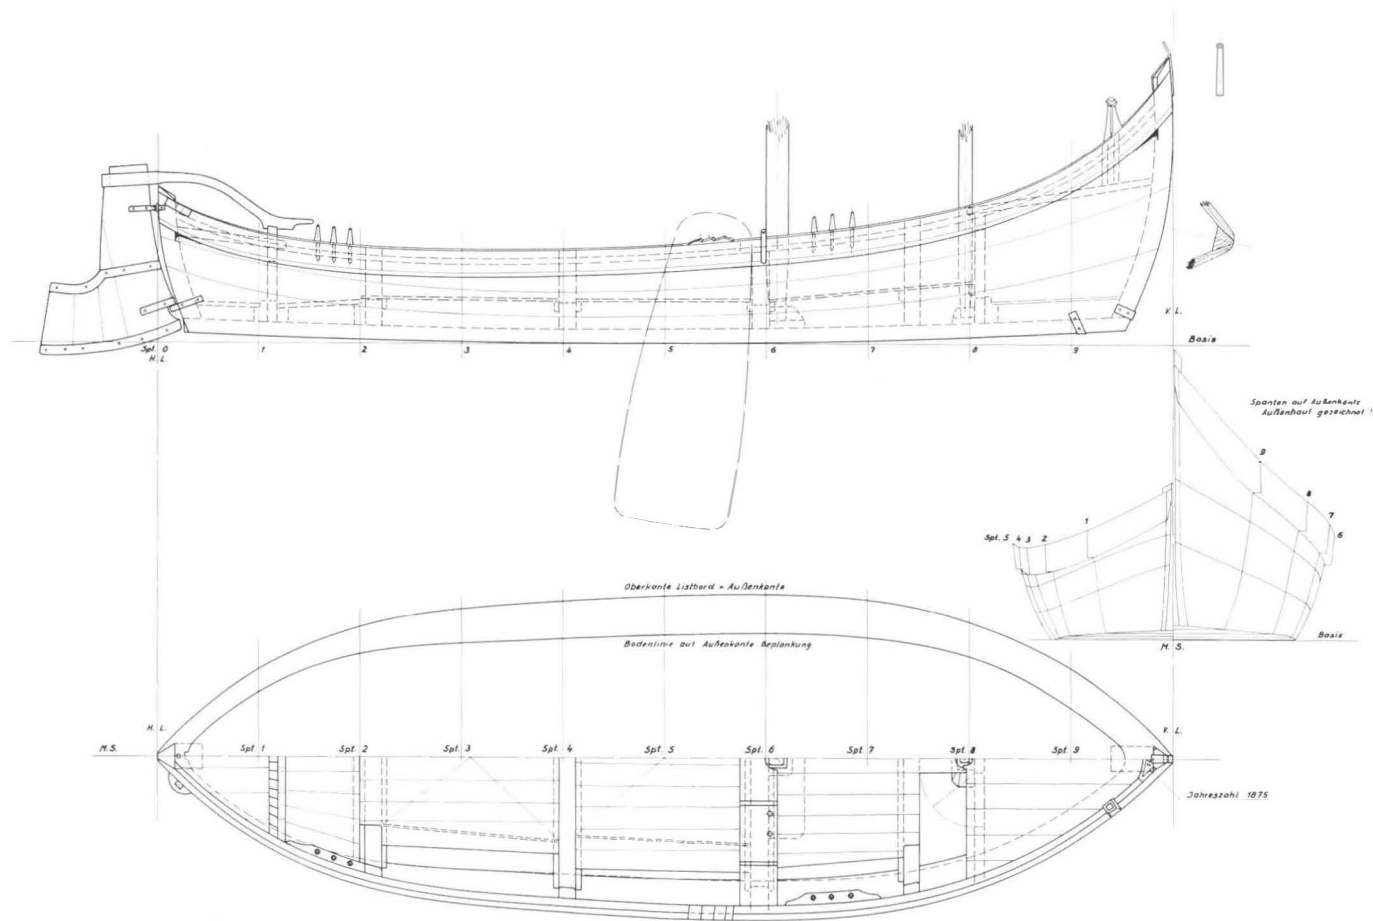 V. L.
Basis
Spt. 0 1 2 3 4 5 6 7 8 9
H. L.
Spanten auf Außenkante
Außenhaut gezeichnet !
9
8
7
6
1
Spt. 5 4 3 2
Basis
M. S.
Oberkante Listbord = Außenkante
Bodenlinie auf Außenkante Beplankung
H. L.
V. L.
M.S. Spt. 1 Spt. 2 Spt. 3 Spt. 4 Spt. 5 Spt. 6 Spt. 7 Spt. 8 Spt. 9
Jahreszahl 1875